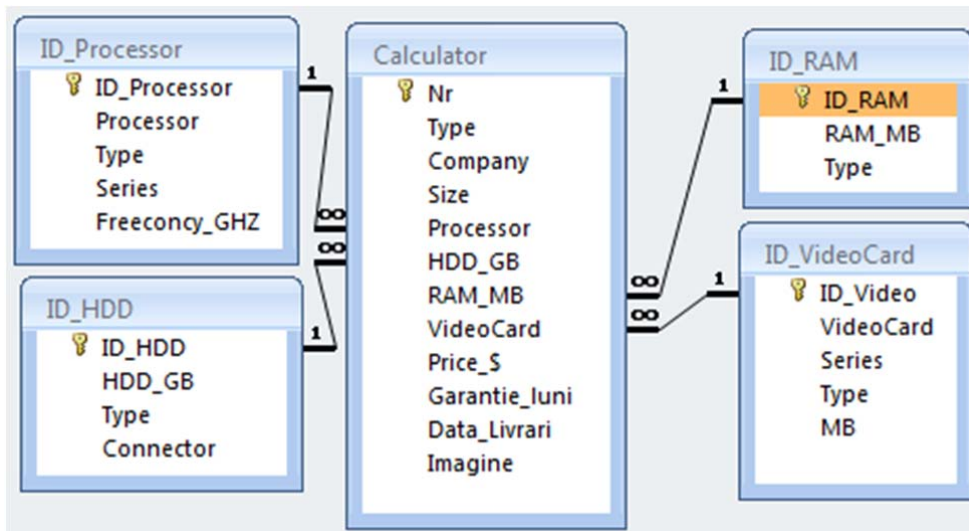 ID_Processor
ID_Processor
Processor
Type
Series
Freeconcy_GHZ
1
∞
ID_HDD
ID_HDD
HDD_GB
Type
Connector
1
∞
Calculator
Nr
Type
Company
Size
Processor
HDD_GB
RAM_MB
VideoCard
Price_$
Garantie_luni
Data_Livrari
Imagine
ID_RAM
ID_RAM
RAM_MB
Type
1
∞
ID_VideoCard
ID_Video
VideoCard
Series
Type
MB
1
∞